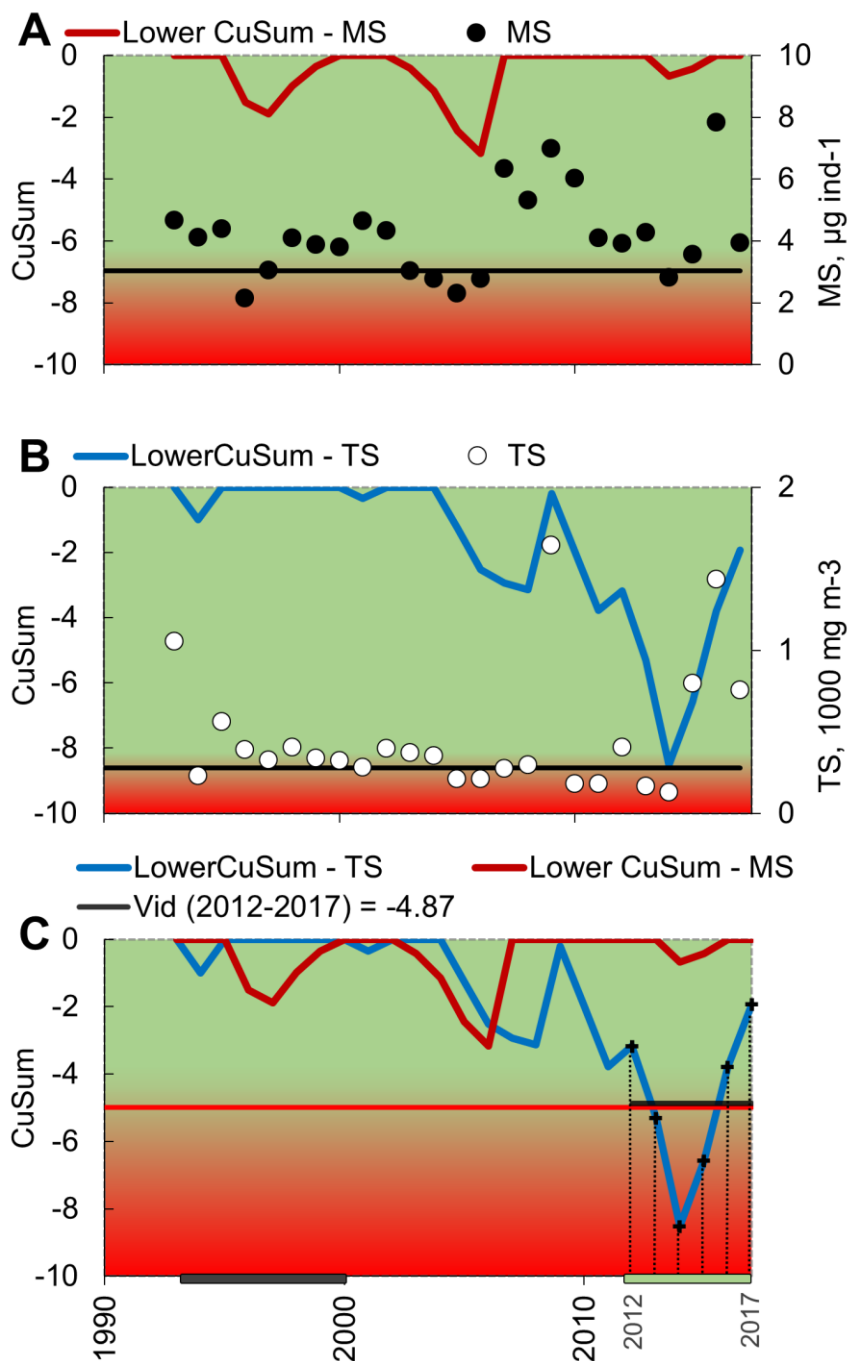 A Lower CuSum - MS MS
0 10
-2 8
-4 6
-6 4
-8 2
-10 0
CuSum
MS, µg ind-1
B LowerCuSum - TS TS
0 2
-2
-4
1
-6
-8
-10 0
CuSum
TS, 1000 mg m-3
LowerCuSum - TS Lower CuSum - MS
Vid (2012-2017) = -4.87
C
0
-2
-4
-6
-8
-10
CuSum
1990 2000 2010 2012 2017